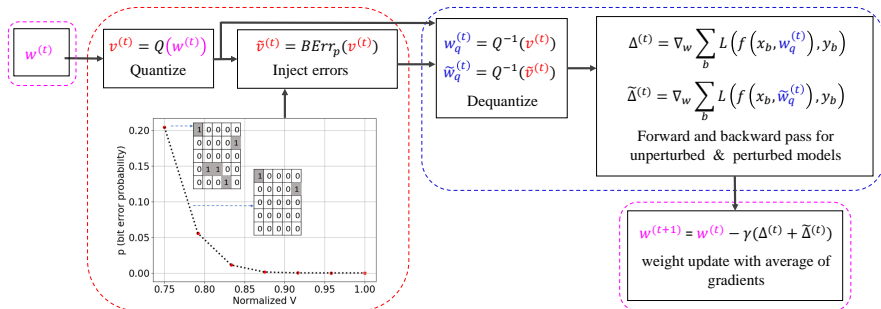 w^(t)
v^(t) = Q(w^(t))
Quantize
ṽ^(t) = BErr_p(v^(t))
Inject errors
w_q^(t) = Q^−1(v^(t))
w̃_q^(t) = Q^−1(ṽ^(t))
Dequantize
Δ^(t) = ∇_w ∑_b L(f(x_b, w_q^(t)), y_b)
Δ̃^(t) = ∇_w ∑_b L(f(x_b, w̃_q^(t)), y_b)
Forward and backward pass for
unperturbed & perturbed models
w^(t+1) = w^(t) − γ(Δ^(t) + Δ̃^(t))
weight update with average of
gradients
p (bit error probability)
0.20
0.15
0.10
0.05
0.00
1 0 0 0 0
0 0 0 0 1
0 0 0 0 0
0 1 1 0 0
0 0 0 1 0
1 0 0 0 0
0 0 0 0 1
0 0 0 0 0
0 0 0 0 0
0 0 0 0 0
0.75 0.80 0.85 0.90 0.95 1.00
Normalized V